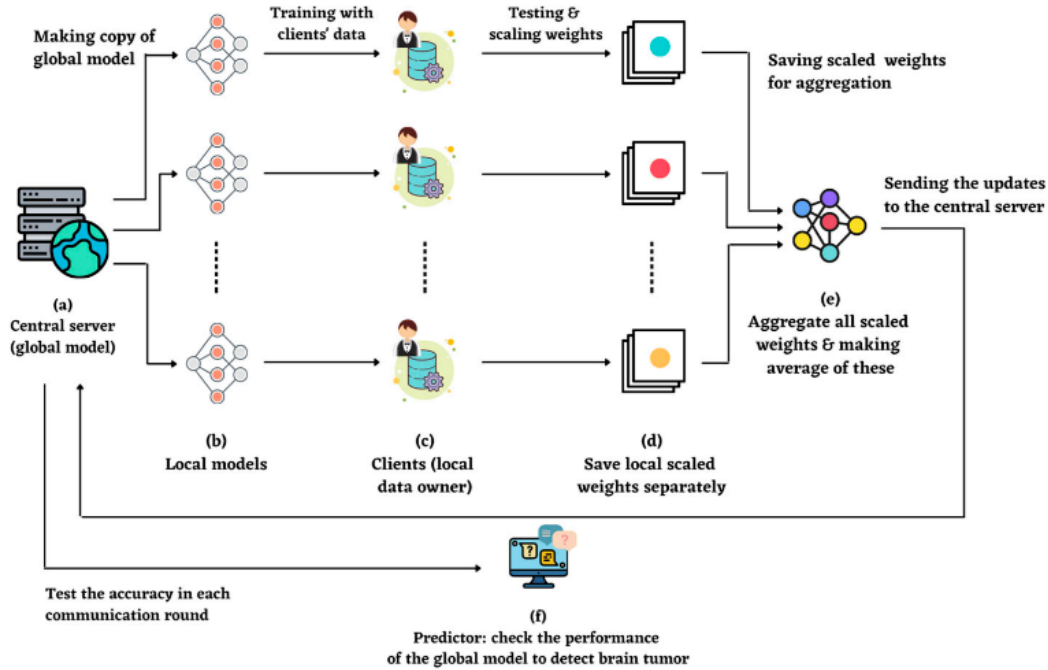 Making copy of
global model
Training with
clients' data
Testing &
scaling weights
Saving scaled weights
for aggregation
Sending the updates
to the central server
(a)
Central server
(global model)
(e)
Aggregate all scaled
weights & making
average of these
(b)
Local models
(c)
Clients (local
data owner)
(d)
Save local scaled
weights separately
?
?
Test the accuracy in each
communication round
(f)
Predictor: check the performance
of the global model to detect brain tumor